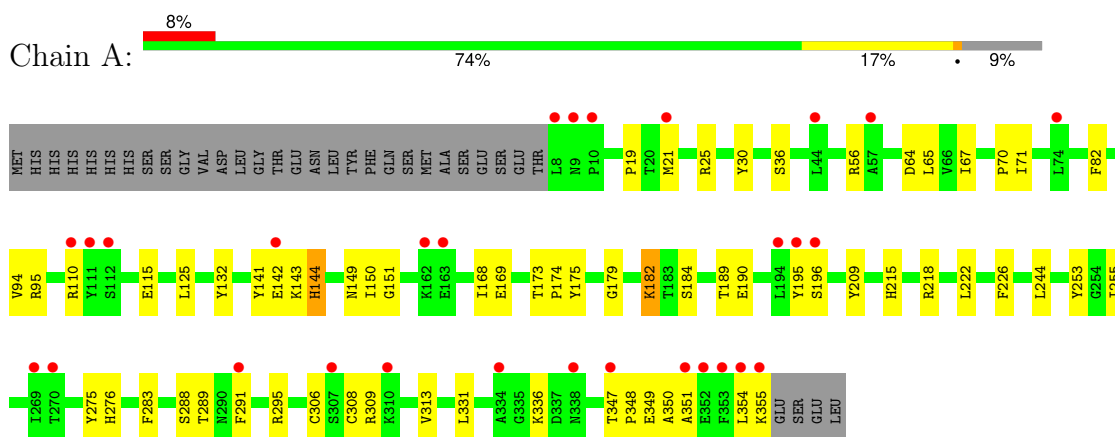 8%
Chain A:
74% 17% • 9%
MET HIS HIS HIS HIS HIS HIS SER SER GLY VAL ASP LEU GLY THR GLU ASN LEU TYR PHE GLN SER MET ALA SER GLU SER GLU THR L8 N9 P10 P19 T20 M21 R25 Y30 S36 L44 R56 A57 D64 L65 V66 I67 P70 I71 L74 F82
V94 R95 R110 Y111 S112 E115 L125 Y132 Y141 E142 K143 H144 N149 I150 G151 K162 E163 I168 E169 T173 P174 Y175 G179 K182 T183 S184 T189 E190 L194 Y195 S196 Y209 H215 R218 L222 F226 L244 Y253 G254
I269 T270 Y275 H276 F283 S288 T289 N290 F291 R295 C306 S307 C308 R309 K310 V313 L331 A334 G335 K336 D337 N338 T347 P348 E349 A350 A351 E352 F353 L354 K355 GLU SER GLU LEU